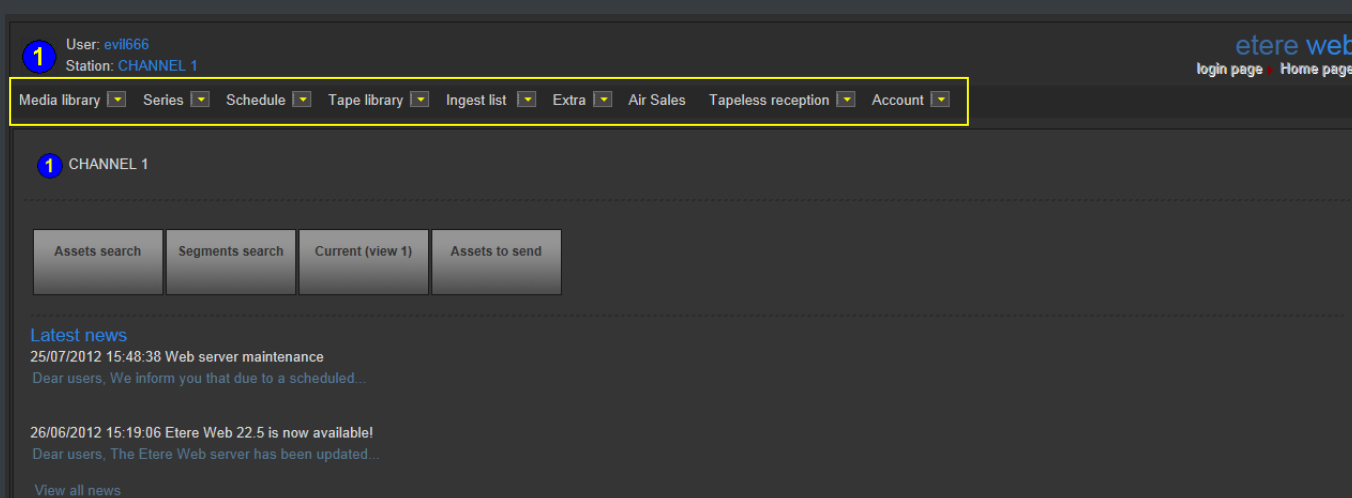 1
User: evil666
Station: CHANNEL 1
etere web
login page Home page
Media library Series Schedule Tape library Ingest list Extra Air Sales Tapeless reception Account
1 CHANNEL 1
Assets search Segments search Current (view 1) Assets to send
Latest news
25/07/2012 15:48:38 Web server maintenance
Dear users, We inform you that due to a scheduled...
26/06/2012 15:19:06 Etere Web 22.5 is now available!
Dear users, The Etere Web server has been updated...
View all news